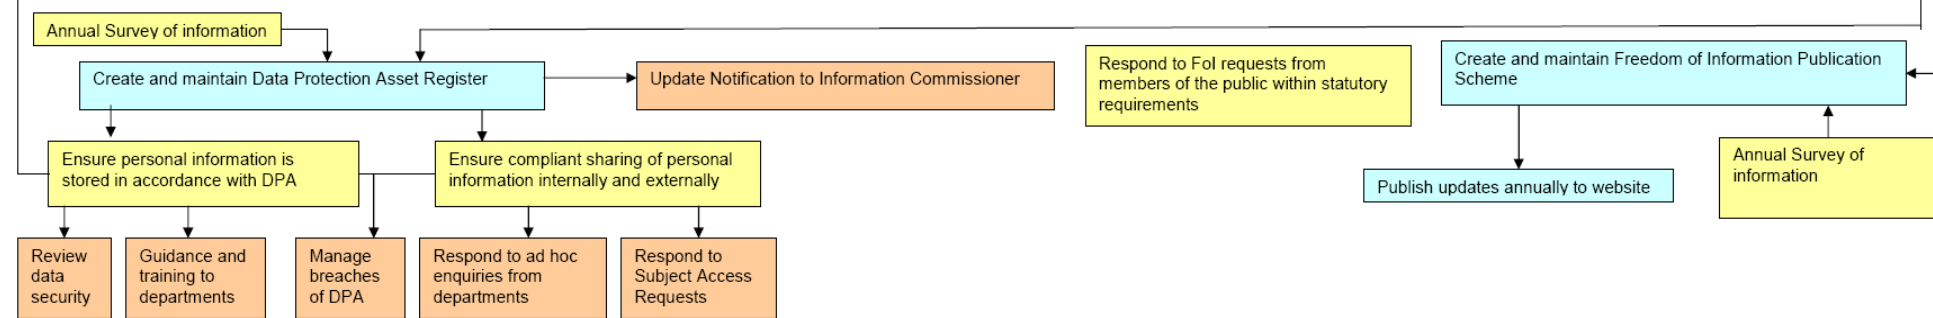 Annual Survey of information
Create and maintain Data Protection Asset Register
Update Notification to Information Commissioner
Respond to FoI requests from
members of the public within statutory
requirements
Create and maintain Freedom of Information Publication
Scheme
Ensure personal information is
stored in accordance with DPA
Ensure compliant sharing of personal
information internally and externally
Publish updates annually to website
Annual Survey of
information
Review
data
security
Guidance and
training to
departments
Manage
breaches
of DPA
Respond to ad hoc
enquiries from
departments
Respond to
Subject Access
Requests